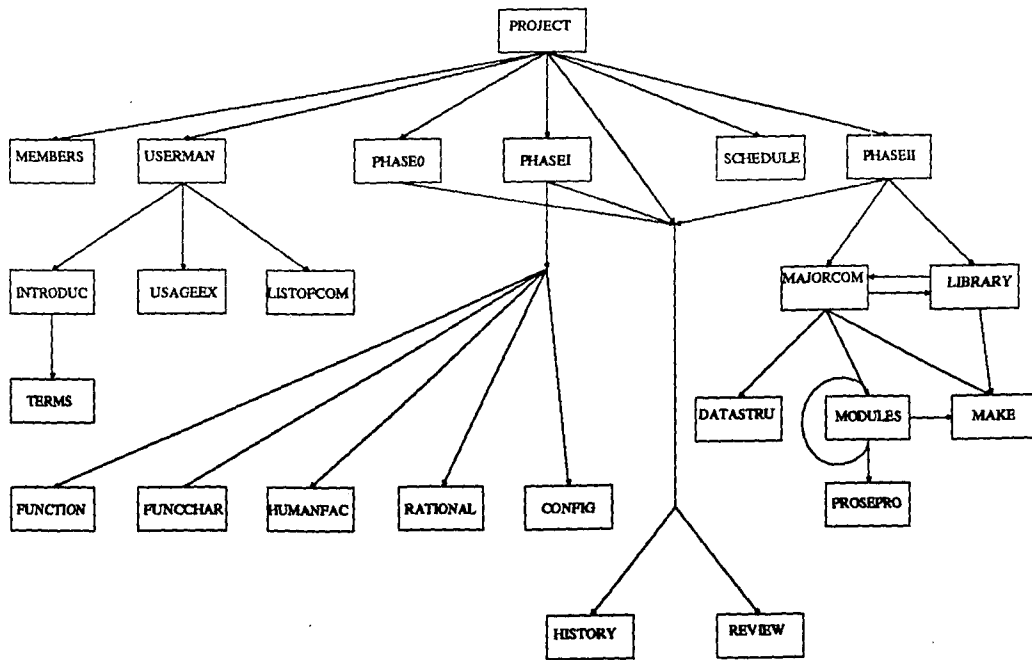 PROJECT
MEMBERS
USERMAN
PHASE0
PHASEI
SCHEDULE
PHASEII
INTRODUC
USAGEEX
LISTOFCOM
MAJORCOM
LIBRARY
TERMS
DATASTRU
MODULES
MAKE
FUNCTION
FUNCCHAR
HUMANFAC
RATIONAL
CONFIG
PROSEPRO
HISTORY
REVIEW